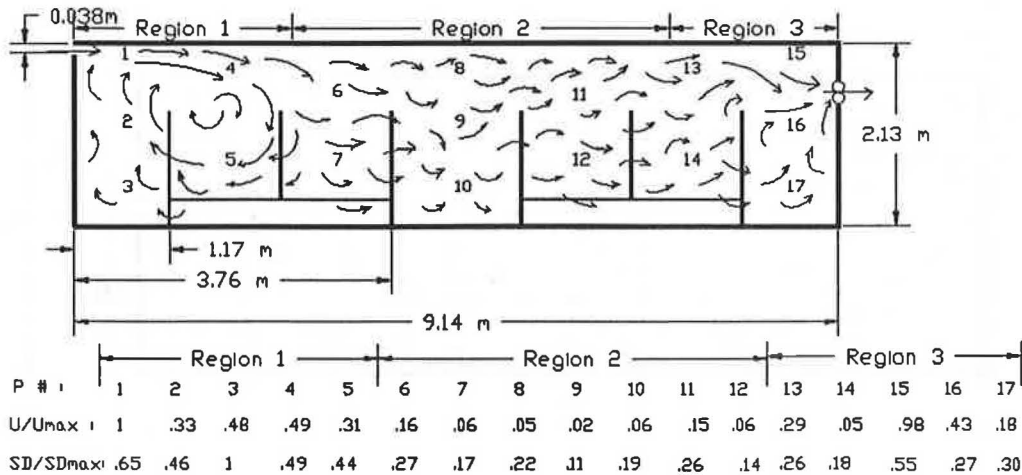 0.038m
Region 1 Region 2 Region 3
1 4 6 8 11 13 15
2 9 16
3 5 7 10 12 14 17
2.13 m
1.17 m
3.76 m
9.14 m
Region 1 Region 2 Region 3
P # : 1 2 3 4 5 6 7 8 9 10 11 12 13 14 15 16 17
U/Umax : 1 .33 .48 .49 .31 .16 .06 .05 .02 .06 .15 .06 .29 .05 .98 .43 .18
SD/SDmax: .65 .46 1 .49 .44 .27 .17 .22 .11 .19 .26 .14 .26 .18 .55 .27 .30